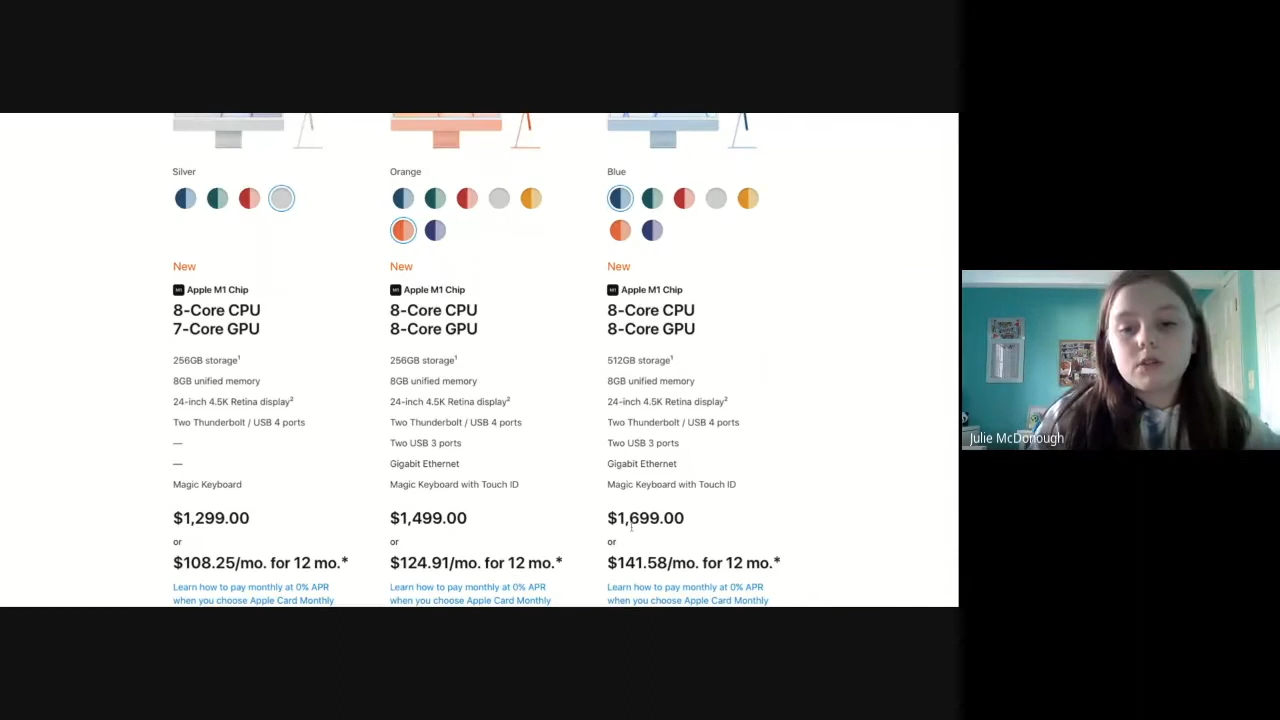 Silver
Orange
Blue
New
New
New
M1 Apple M1 Chip
M1 Apple M1 Chip
M1 Apple M1 Chip
8-Core CPU
7-Core GPU
8-Core CPU
8-Core GPU
8-Core CPU
8-Core GPU
256GB storage¹
8GB unified memory
24-inch 4.5K Retina display²
Two Thunderbolt / USB 4 ports
—
—
Magic Keyboard
256GB storage¹
8GB unified memory
24-inch 4.5K Retina display²
Two Thunderbolt / USB 4 ports
Two USB 3 ports
Gigabit Ethernet
Magic Keyboard with Touch ID
512GB storage¹
8GB unified memory
24-inch 4.5K Retina display²
Two Thunderbolt / USB 4 ports
Two USB 3 ports
Gigabit Ethernet
Magic Keyboard with Touch ID
$1,299.00
or
$108.25/mo. for 12 mo.*
Learn how to pay monthly at 0% APR
when you choose Apple Card Monthly
$1,499.00
or
$124.91/mo. for 12 mo.*
Learn how to pay monthly at 0% APR
when you choose Apple Card Monthly
$1,699.00
or
$141.58/mo. for 12 mo.*
Learn how to pay monthly at 0% APR
when you choose Apple Card Monthly
Julie McDonough